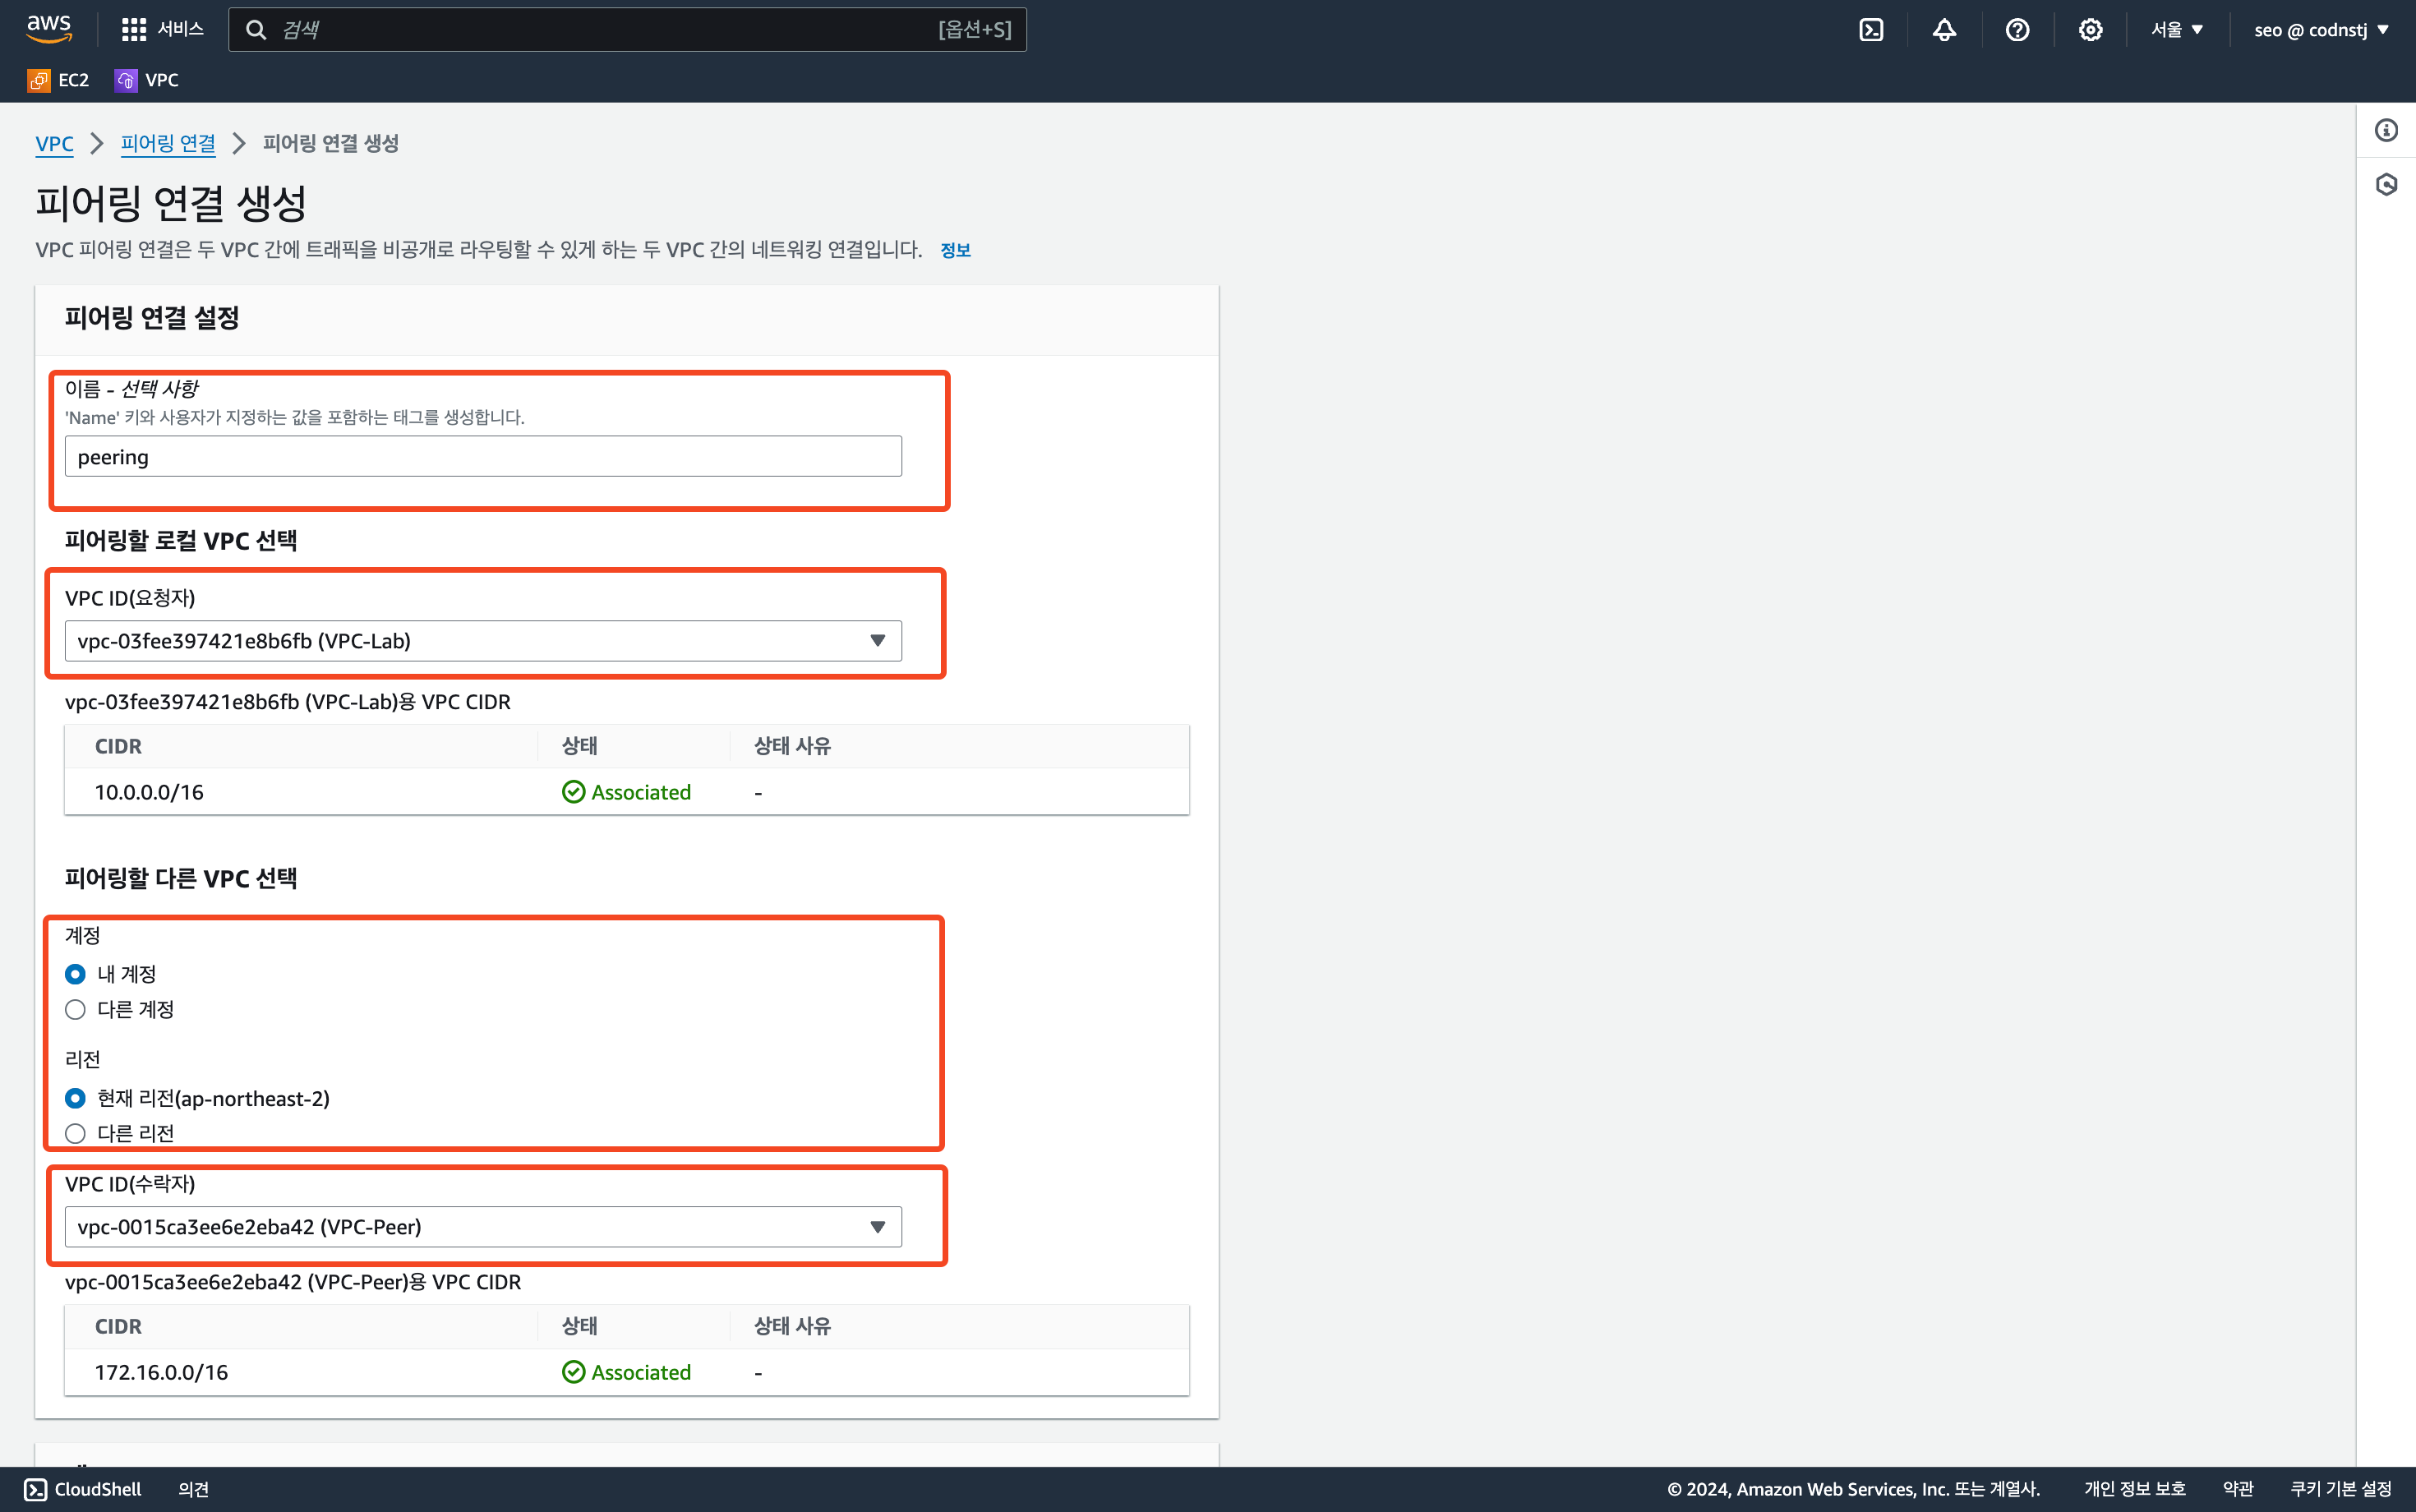 aws
서비스
검색
[옵션+S]
서울
seo @ codnstj
EC2
VPC
VPC
피어링 연결
피어링 연결 생성
피어링 연결 생성
VPC 피어링 연결은 두 VPC 간에 트래픽을 비공개로 라우팅할 수 있게 하는 두 VPC 간의 네트워킹 연결입니다. 정보
피어링 연결 설정
이름 - 선택 사항
'Name' 키와 사용자가 지정하는 값을 포함하는 태그를 생성합니다.
peering
피어링할 로컬 VPC 선택
VPC ID(요청자)
vpc-03fee397421e8b6fb (VPC-Lab)
vpc-03fee397421e8b6fb (VPC-Lab)용 VPC CIDR
CIDR 상태 상태 사유
10.0.0.0/16 Associated -
피어링할 다른 VPC 선택
계정
내 계정
다른 계정
리전
현재 리전(ap-northeast-2)
다른 리전
VPC ID(수락자)
vpc-0015ca3ee6e2eba42 (VPC-Peer)
vpc-0015ca3ee6e2eba42 (VPC-Peer)용 VPC CIDR
CIDR 상태 상태 사유
172.16.0.0/16 Associated -
CloudShell
의견
© 2024, Amazon Web Services, Inc. 또는 계열사.
개인 정보 보호
약관
쿠키 기본 설정